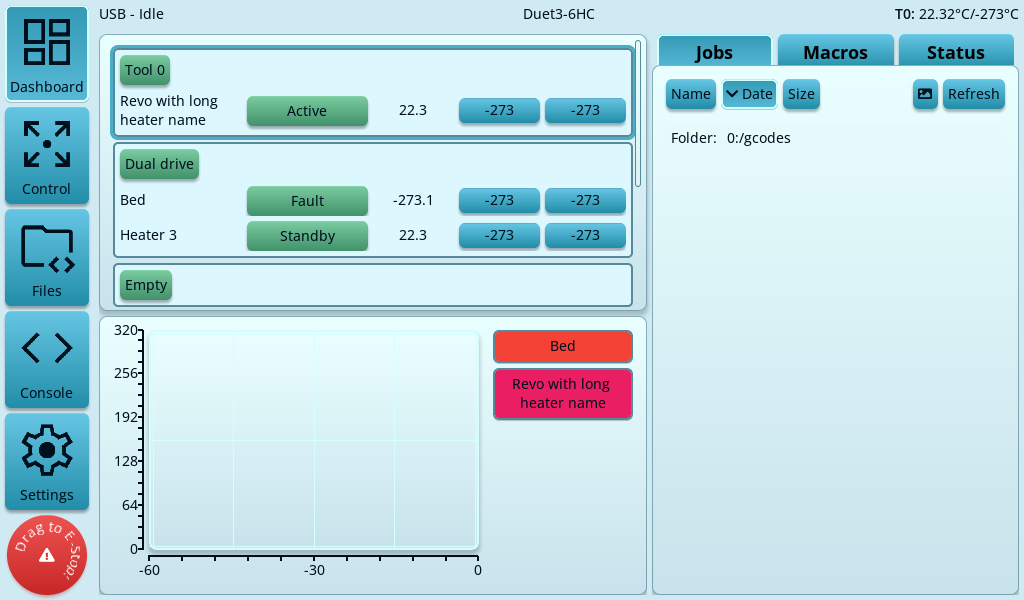 USB - Idle
Duet3-6HC
T0: 22.32°C/-273°C
Dashboard
Control
Files
Console
Settings
Drag to E-Stop!
Tool 0
Revo with long
heater name
Active
22.3
-273
-273
Dual drive
Bed
Fault
-273.1
-273
-273
Heater 3
Standby
22.3
-273
-273
Empty
320
256
192
128
64
0
-60
-30
0
Bed
Revo with long
heater name
Jobs
Macros
Status
Name
Date
Size
Refresh
Folder: 0:/gcodes